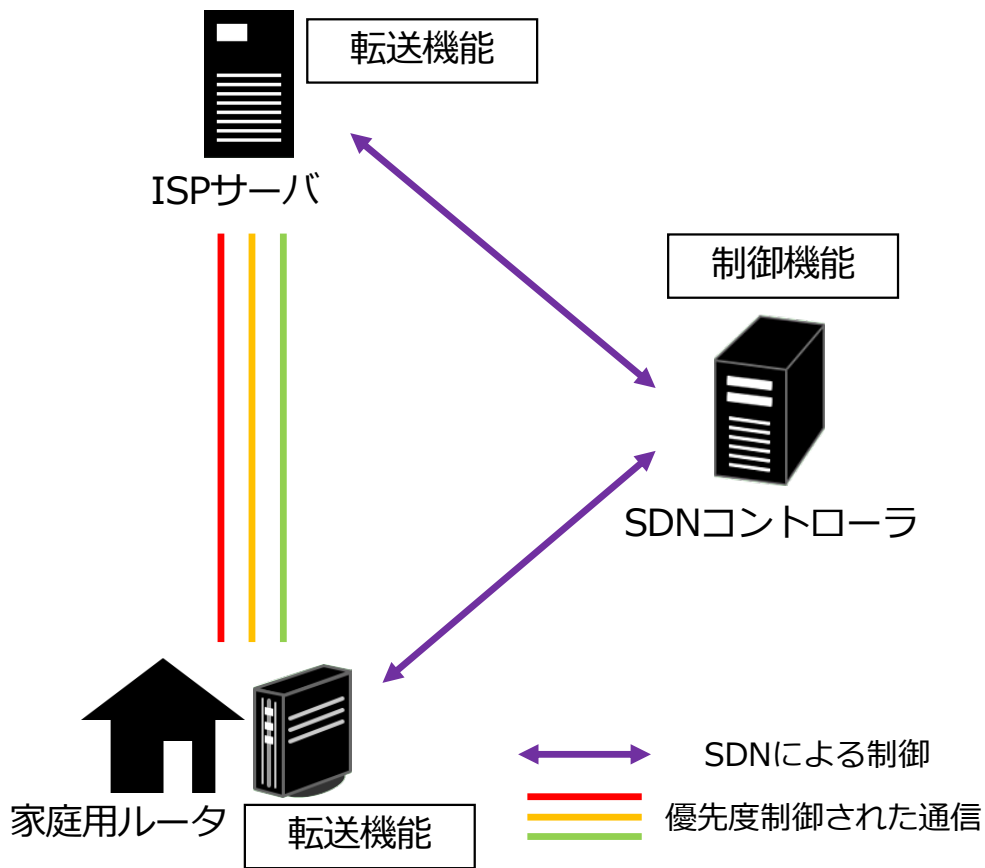 転送機能
ISPサーバ
制御機能
SDNコントローラ
家庭用ルータ
転送機能
SDNによる制御
優先度制御された通信